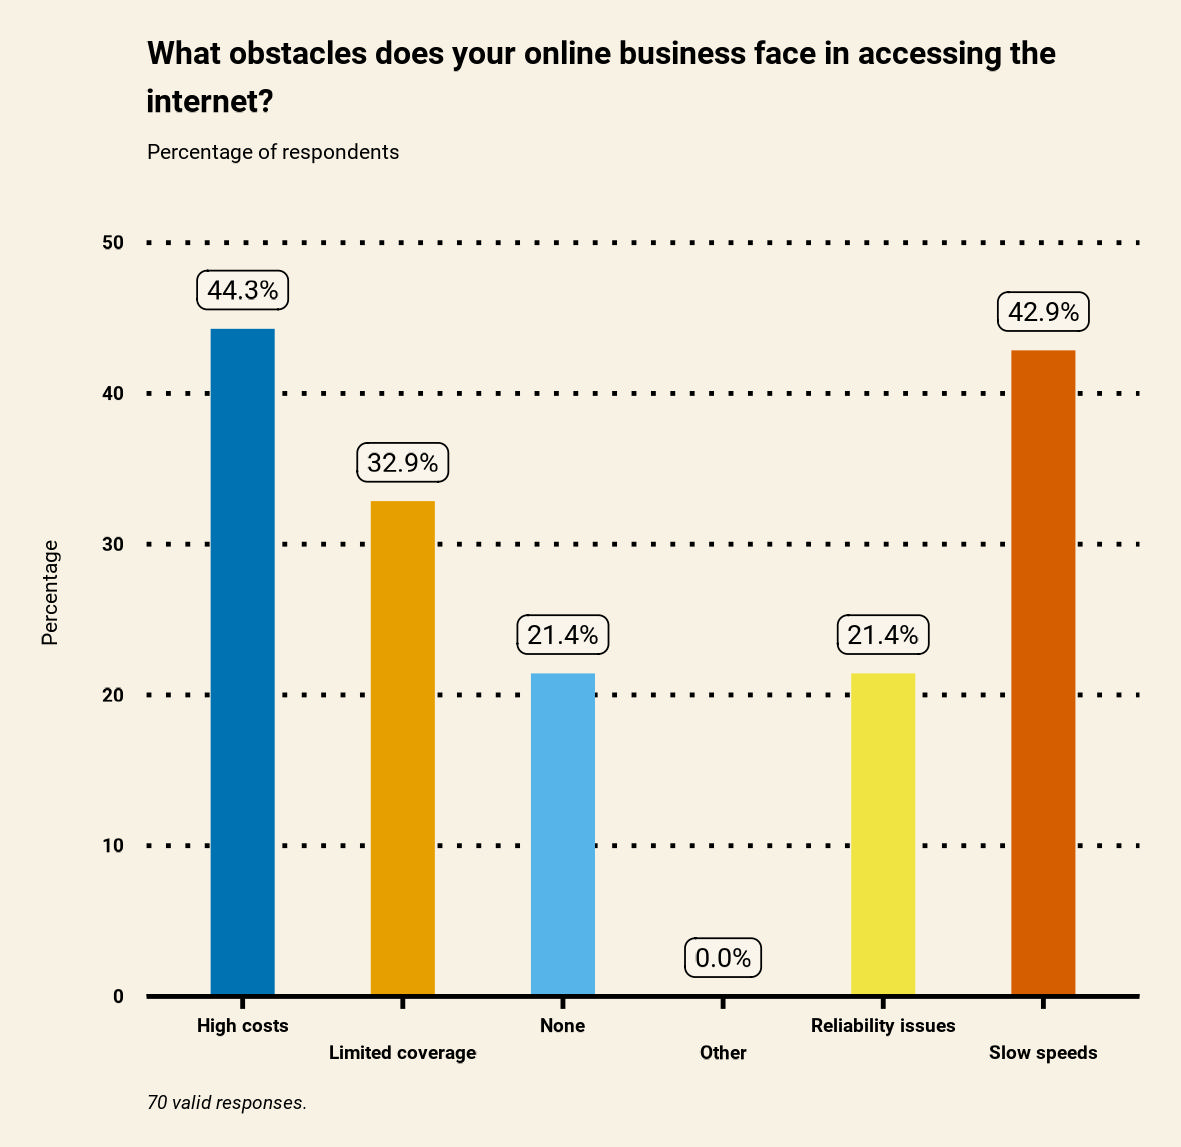 What obstacles does your online business face in accessing the
internet?
Percentage of respondents
50
44.3%
42.9%
40
32.9%
30
Percentage
21.4%
21.4%
20
10
0.0%
0
High costs
None
Reliability issues
Limited coverage
Other
Slow speeds
70 valid responses.